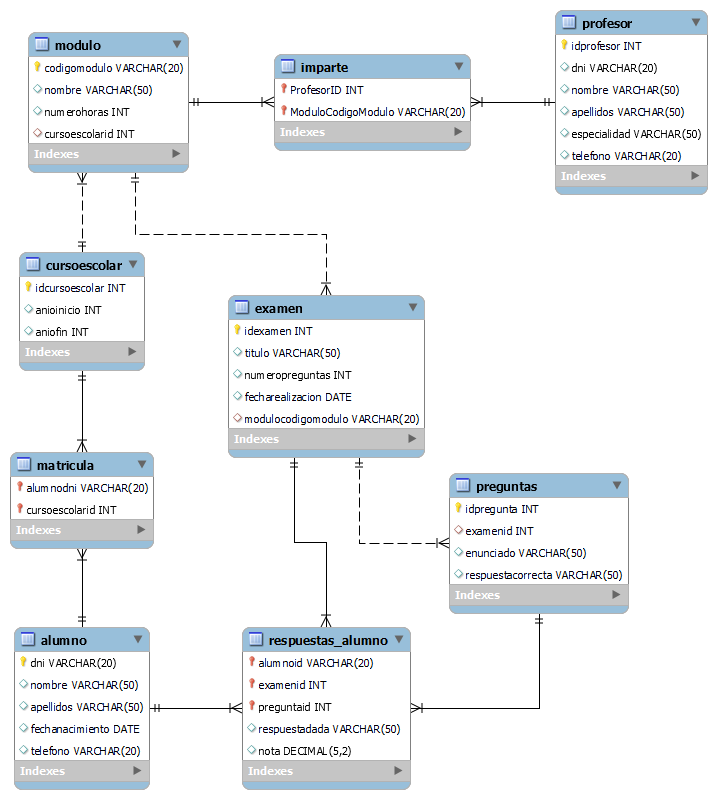 modulo
codigomodulo VARCHAR(20)
nombre VARCHAR(50)
numerohoras INT
cursoescolarid INT
Indexes
imparte
ProfesorID INT
ModuloCodigoModulo VARCHAR(20)
Indexes
profesor
idprofesor INT
dni VARCHAR(20)
nombre VARCHAR(50)
apellidos VARCHAR(50)
especialidad VARCHAR(50)
telefono VARCHAR(20)
Indexes
cursoescolar
idcursoescolar INT
anioinicio INT
aniofin INT
Indexes
examen
idexamen INT
titulo VARCHAR(50)
numeropreguntas INT
fecharealizacion DATE
modulocodigomodulo VARCHAR(20)
Indexes
matricula
alumnodni VARCHAR(20)
cursoescolarid INT
Indexes
preguntas
idpregunta INT
examenid INT
enunciado VARCHAR(50)
respuestacorrecta VARCHAR(50)
Indexes
alumno
dni VARCHAR(20)
nombre VARCHAR(50)
apellidos VARCHAR(50)
fechanacimiento DATE
telefono VARCHAR(20)
Indexes
respuestas_alumno
alumnoid VARCHAR(20)
examenid INT
preguntaid INT
respuestadada VARCHAR(50)
nota DECIMAL(5,2)
Indexes